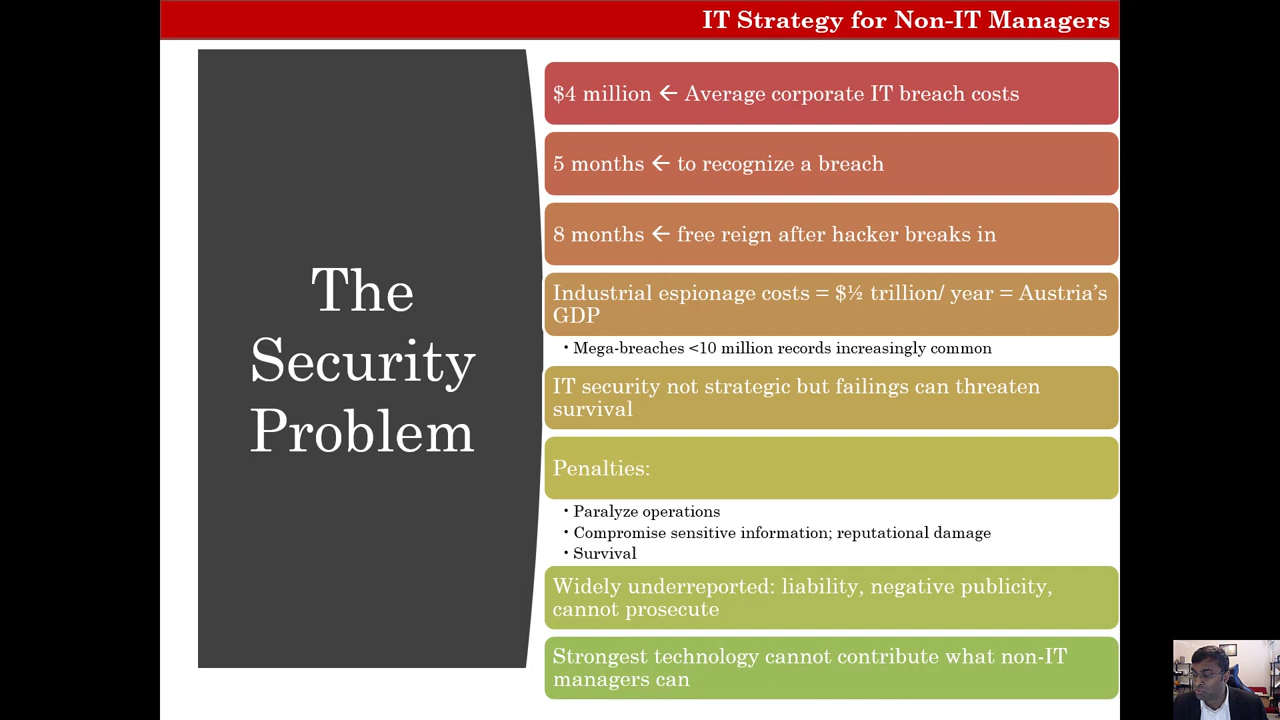 IT Strategy for Non-IT Managers
The
Security
Problem
$4 million ← Average corporate IT breach costs
5 months ← to recognize a breach
8 months ← free reign after hacker breaks in
Industrial espionage costs = $½ trillion/ year = Austria's
GDP
• Mega-breaches <10 million records increasingly common
IT security not strategic but failings can threaten
survival
Penalties:
• Paralyze operations
• Compromise sensitive information; reputational damage
• Survival
Widely underreported: liability, negative publicity,
cannot prosecute
Strongest technology cannot contribute what non-IT
managers can